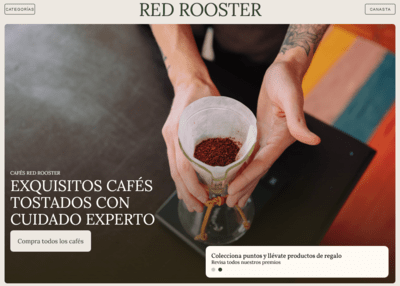 CATEGORÍAS
RED ROOSTER
CANASTA
CAFÉS RED ROOSTER
EXQUISITOS CAFÉS
TOSTADOS CON
CUIDADO EXPERTO
Compra todos los cafés
Colecciona puntos y llévate productos de regalo
Revisa todos nuestros premios